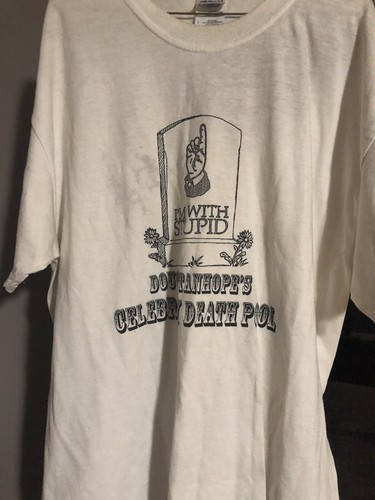 I'M WITH
STUPID
DOUG STANHOPE'S
CELEBRITY DEATH POOL